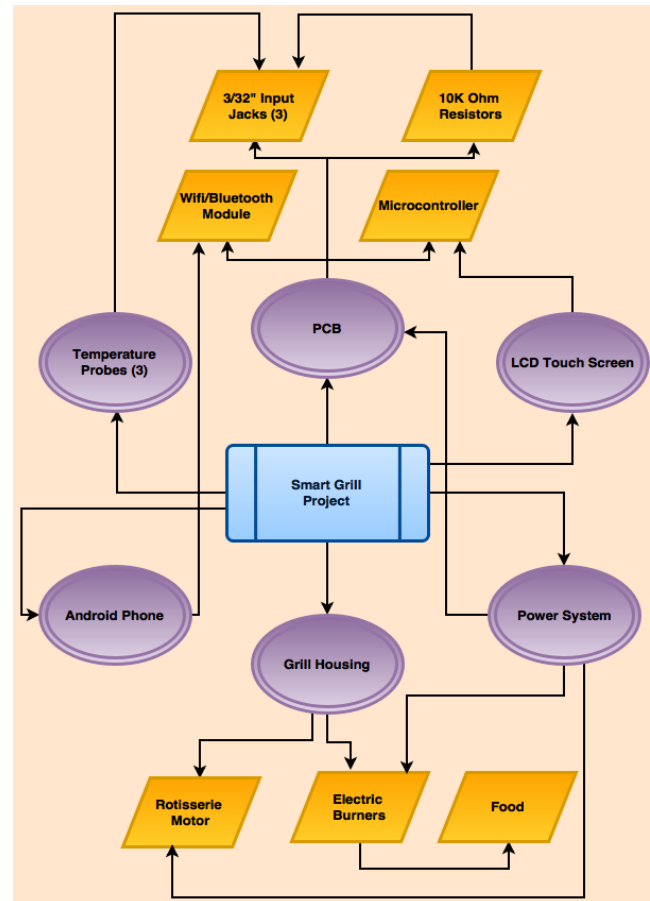 3/32" Input
Jacks (3)
10K Ohm
Resistors
Wifi/Bluetooth
Module
Microcontroller
PCB
Temperature
Probes (3)
LCD Touch Screen
Smart Grill
Project
Android Phone
Power System
Grill Housing
Rotisserie
Motor
Electric
Burners
Food